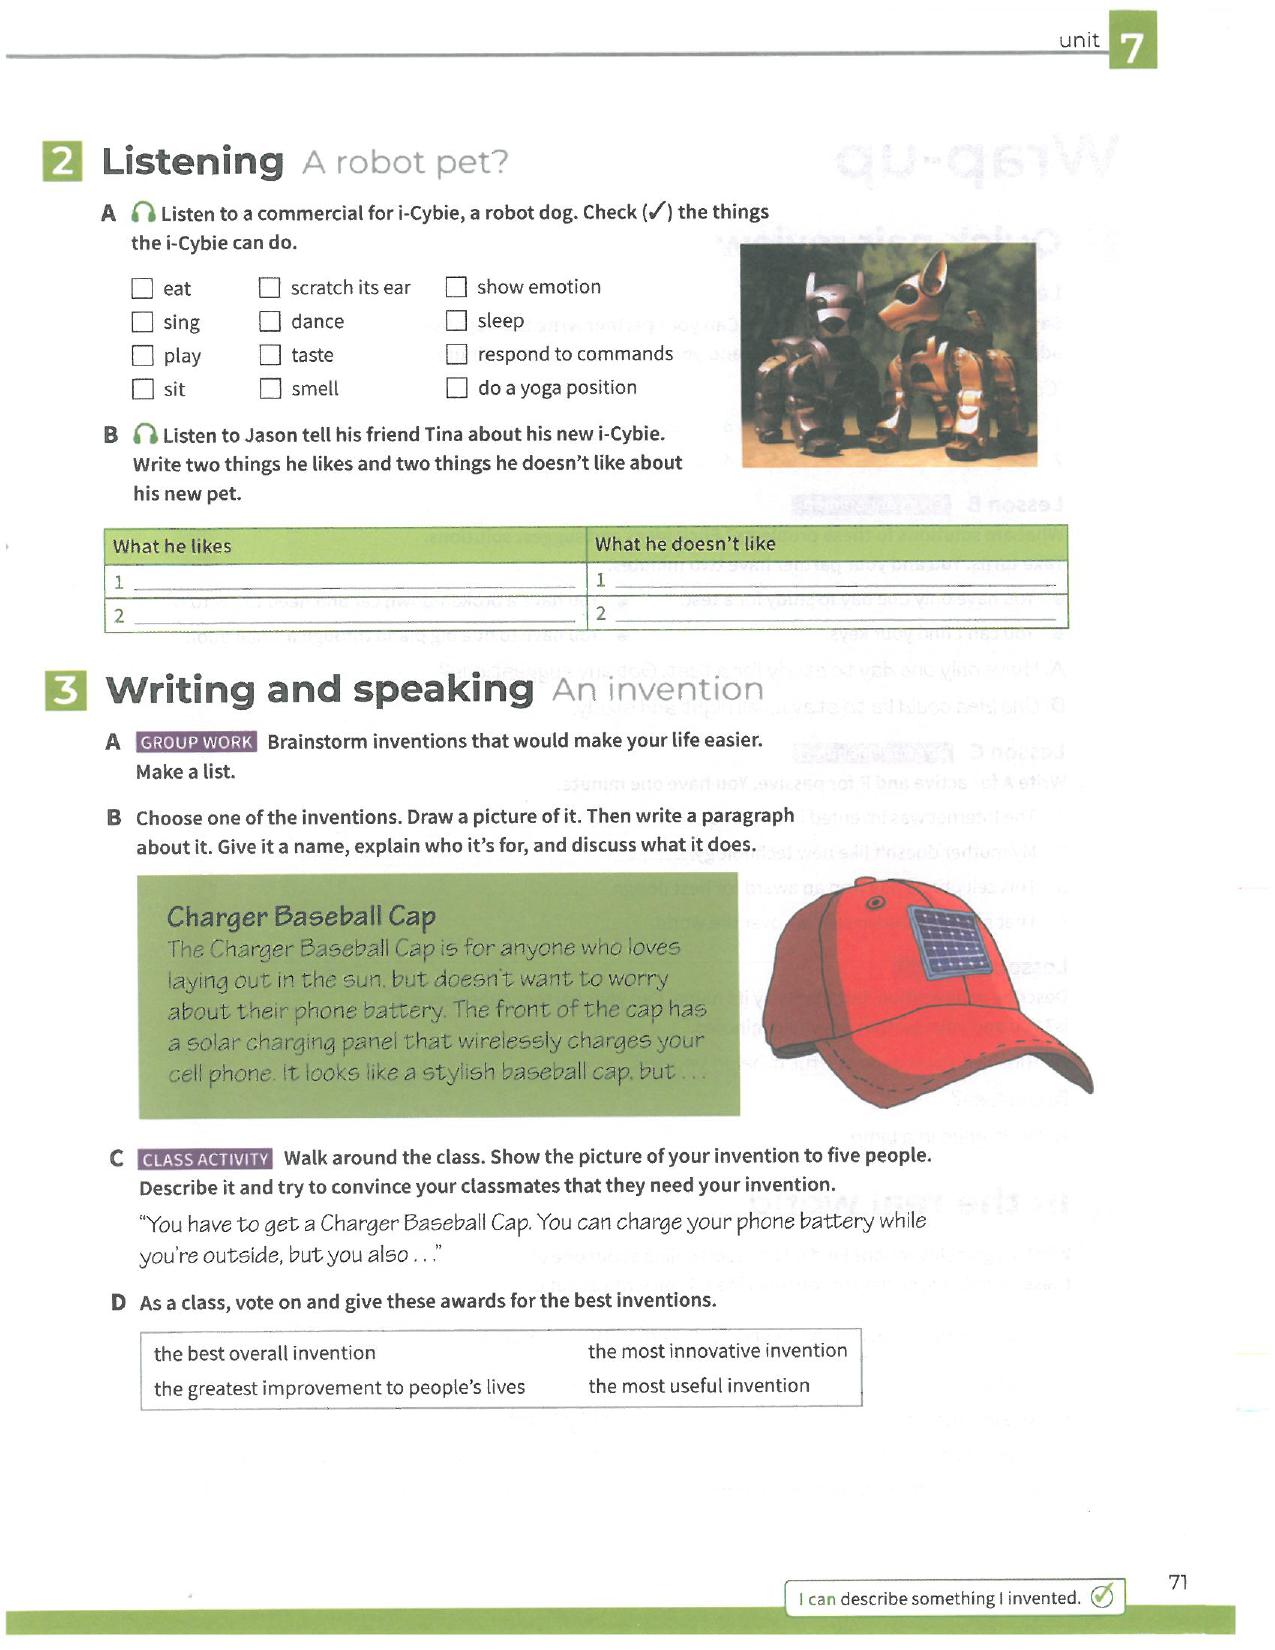 unit 7
2 Listening A robot pet?
A Listen to a commercial for i-Cybie, a robot dog. Check (✓) the things
the i-Cybie can do.
eat scratch its ear show emotion
sing dance sleep
play taste respond to commands
sit smell do a yoga position
B Listen to Jason tell his friend Tina about his new i-Cybie.
Write two things he likes and two things he doesn't like about
his new pet.
What he likes What he doesn't like
1 1
2 2
3 Writing and speaking An invention
A GROUP WORK Brainstorm inventions that would make your life easier.
Make a list.
B Choose one of the inventions. Draw a picture of it. Then write a paragraph
about it. Give it a name, explain who it's for, and discuss what it does.
Charger Baseball Cap
The Charger Baseball Cap is for anyone who loves
laying out in the sun, but doesn't want to worry
about their phone battery. The front of the cap has
a solar charging panel that wirelessly charges your
cell phone. It looks like a stylish baseball cap, but . . .
C CLASS ACTIVITY Walk around the class. Show the picture of your invention to five people.
Describe it and try to convince your classmates that they need your invention.
"You have to get a Charger Baseball Cap. You can charge your phone battery while
you're outside, but you also . . ."
D As a class, vote on and give these awards for the best inventions.
the best overall invention the most innovative invention
the greatest improvement to people's lives the most useful invention
I can describe something I invented.
71